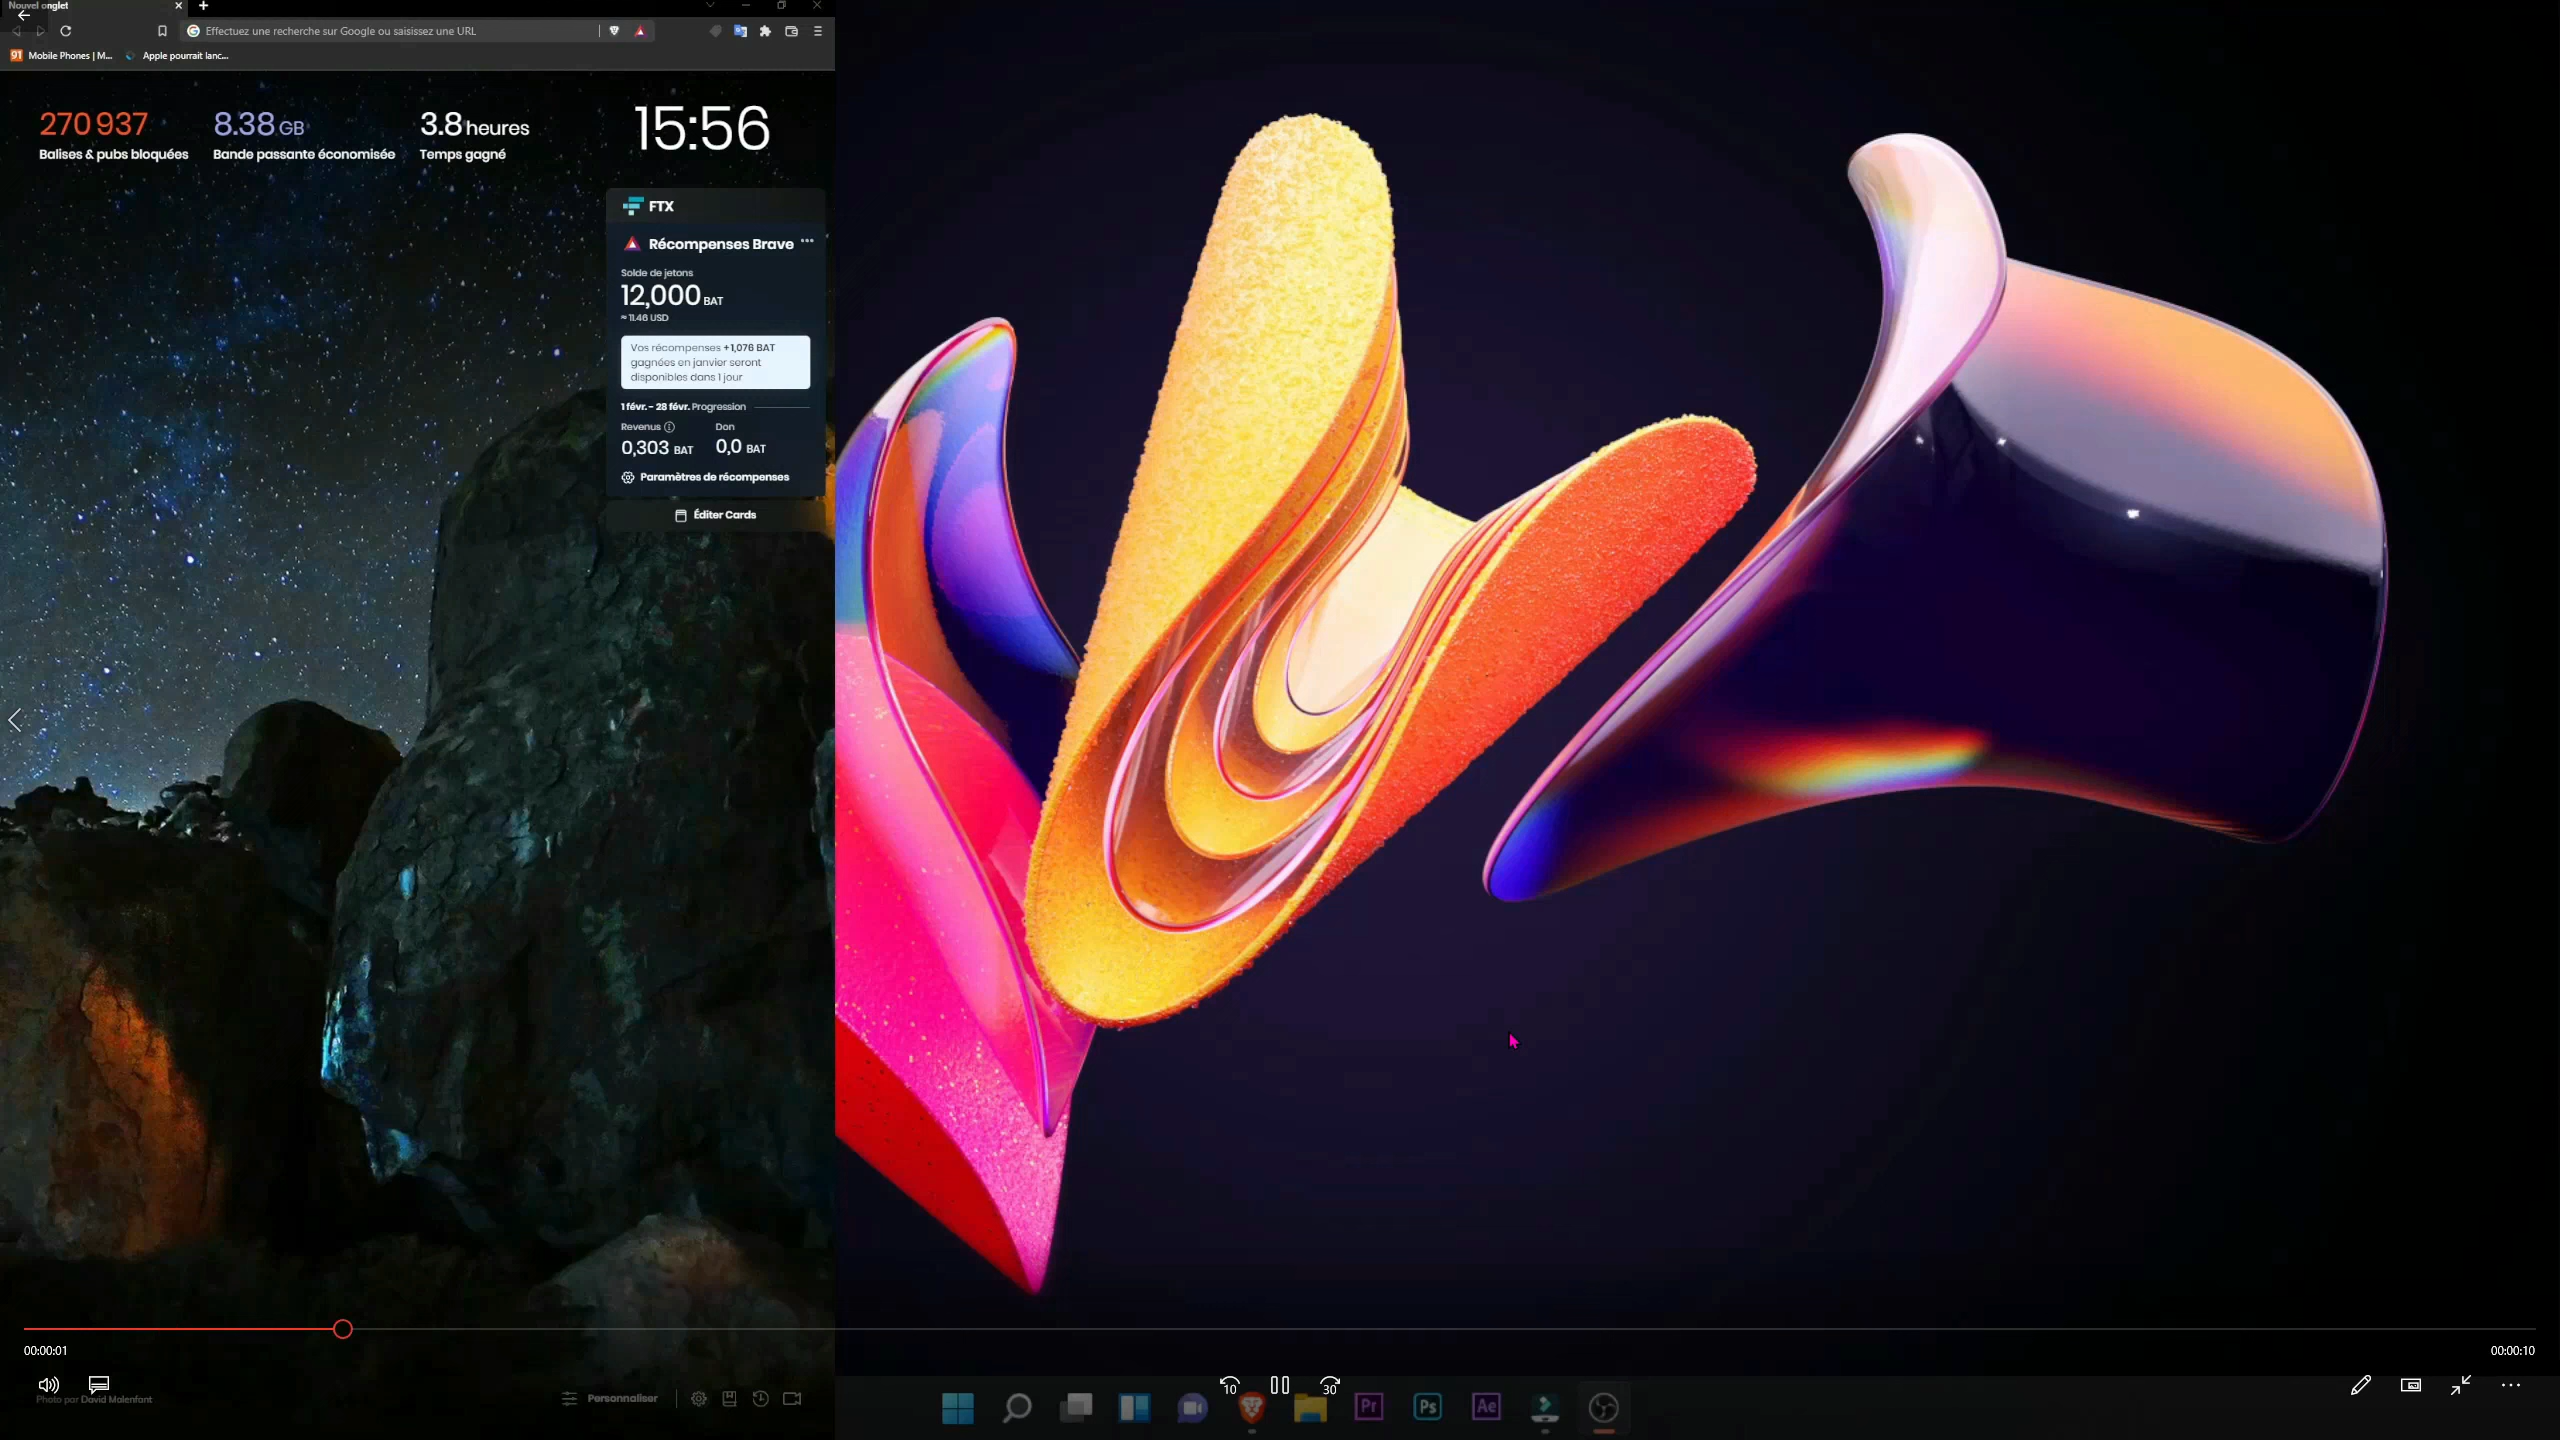 Nouvel onglet
Effectuez une recherche sur Google ou saisissez une URL
91 Mobile Phones | M...
Apple pourrait lanc...
270 937
Balises & pubs bloquées
8.38 GB
Bande passante économisée
3.8 heures
Temps gagné
15:56
FTX
Récompenses Brave
Solde de jetons
12,000 BAT
≈ 11.46 USD
Vos récompenses +1,076 BAT
gagnées en janvier seront
disponibles dans 1 jour
1 févr. - 28 févr. Progression
Revenus
0,303 BAT
Don
0,0 BAT
Paramètres de récompenses
Éditer Cards
00:00:01
00:00:10
Photo par David Malenfant
Personnaliser
10
30
Pr
Ps
Ae